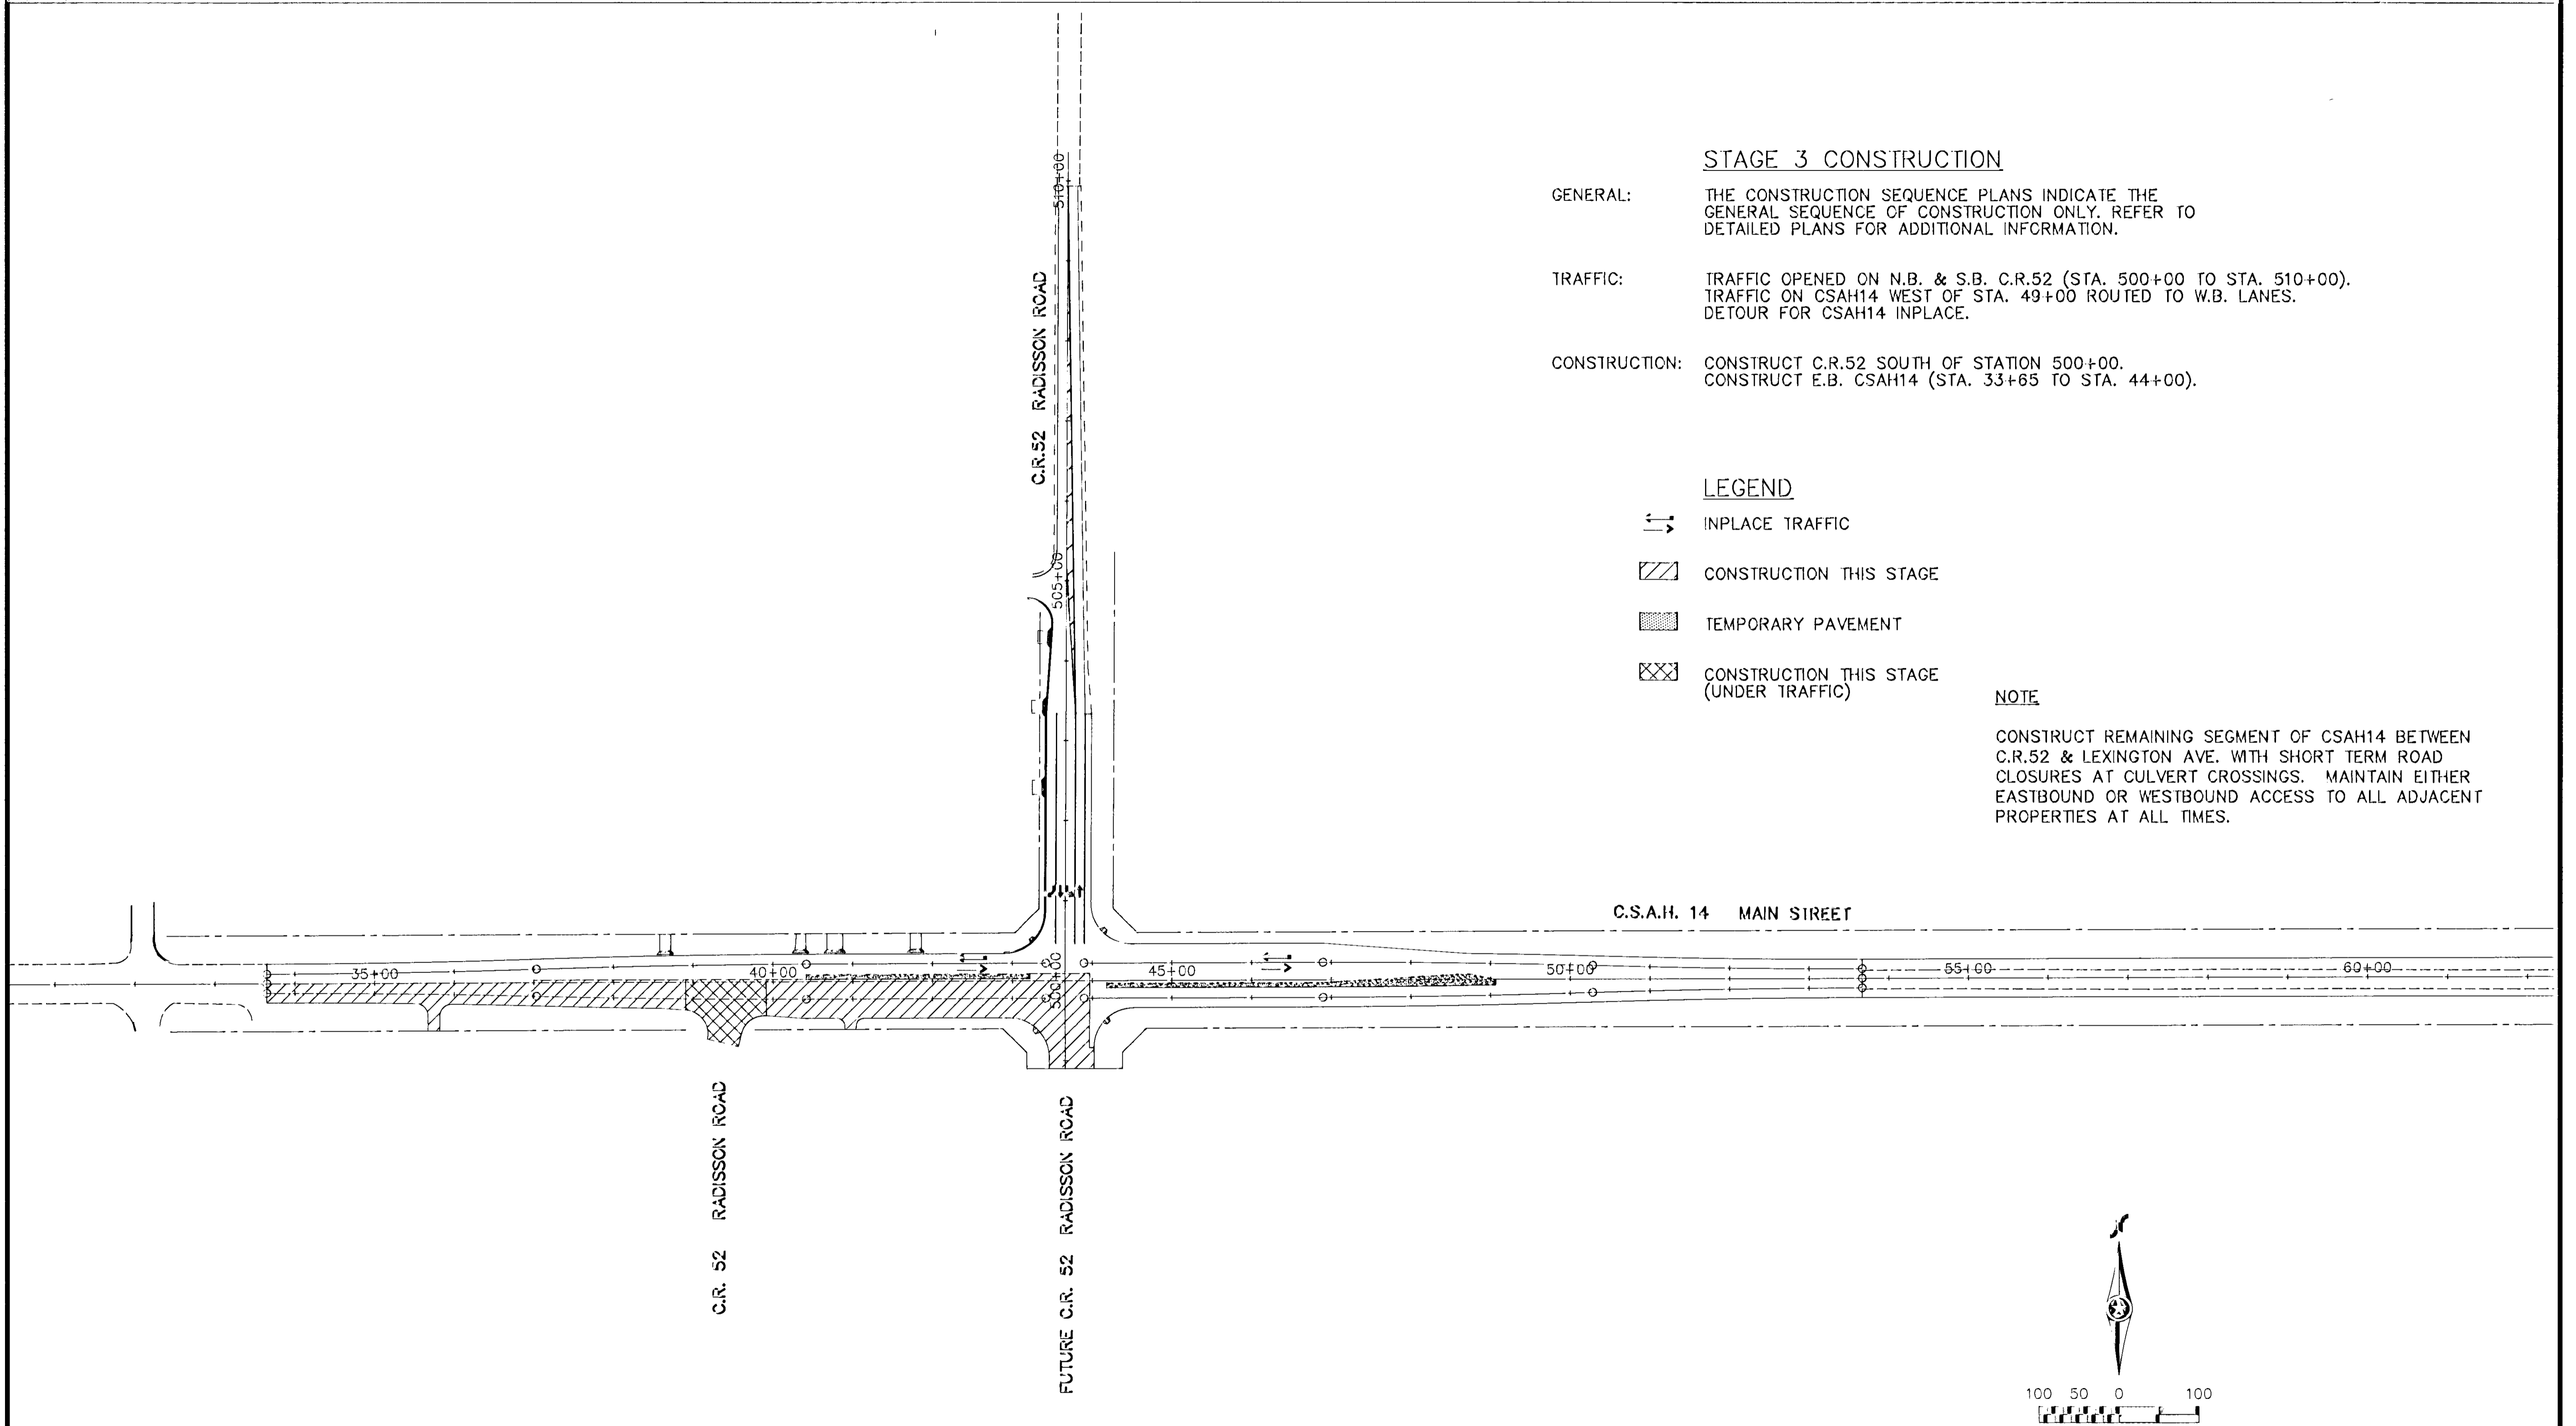 STAGE 3 CONSTRUCTION
GENERAL: THE CONSTRUCTION SEQUENCE PLANS INDICATE THE
GENERAL SEQUENCE OF CONSTRUCTION ONLY. REFER TO
DETAILED PLANS FOR ADDITIONAL INFORMATION.
TRAFFIC: TRAFFIC OPENED ON N.B. & S.B. C.R.52 (STA. 500+00 TO STA. 510+00).
TRAFFIC ON CSAH14 WEST OF STA. 49+00 ROUTED TO W.B. LANES.
DETOUR FOR CSAH14 INPLACE.
CONSTRUCTION: CONSTRUCT C.R.52 SOUTH OF STATION 500+00.
CONSTRUCT E.B. CSAH14 (STA. 33+65 TO STA. 44+00).
LEGEND
INPLACE TRAFFIC
CONSTRUCTION THIS STAGE
TEMPORARY PAVEMENT
CONSTRUCTION THIS STAGE
(UNDER TRAFFIC)
NOTE
CONSTRUCT REMAINING SEGMENT OF CSAH14 BETWEEN
C.R.52 & LEXINGTON AVE. WITH SHORT TERM ROAD
CLOSURES AT CULVERT CROSSINGS. MAINTAIN EITHER
EASTBOUND OR WESTBOUND ACCESS TO ALL ADJACENT
PROPERTIES AT ALL TIMES.
510+00
C.R.52 RADISSON ROAD
505+00
C.S.A.H. 14 MAIN STREET
35+00
40+00
500+00
45+00
50+00
55+00
60+00
C.R. 52 RADISSON ROAD
FUTURE C.R. 52 RADISSON ROAD
N
100 50 0 100